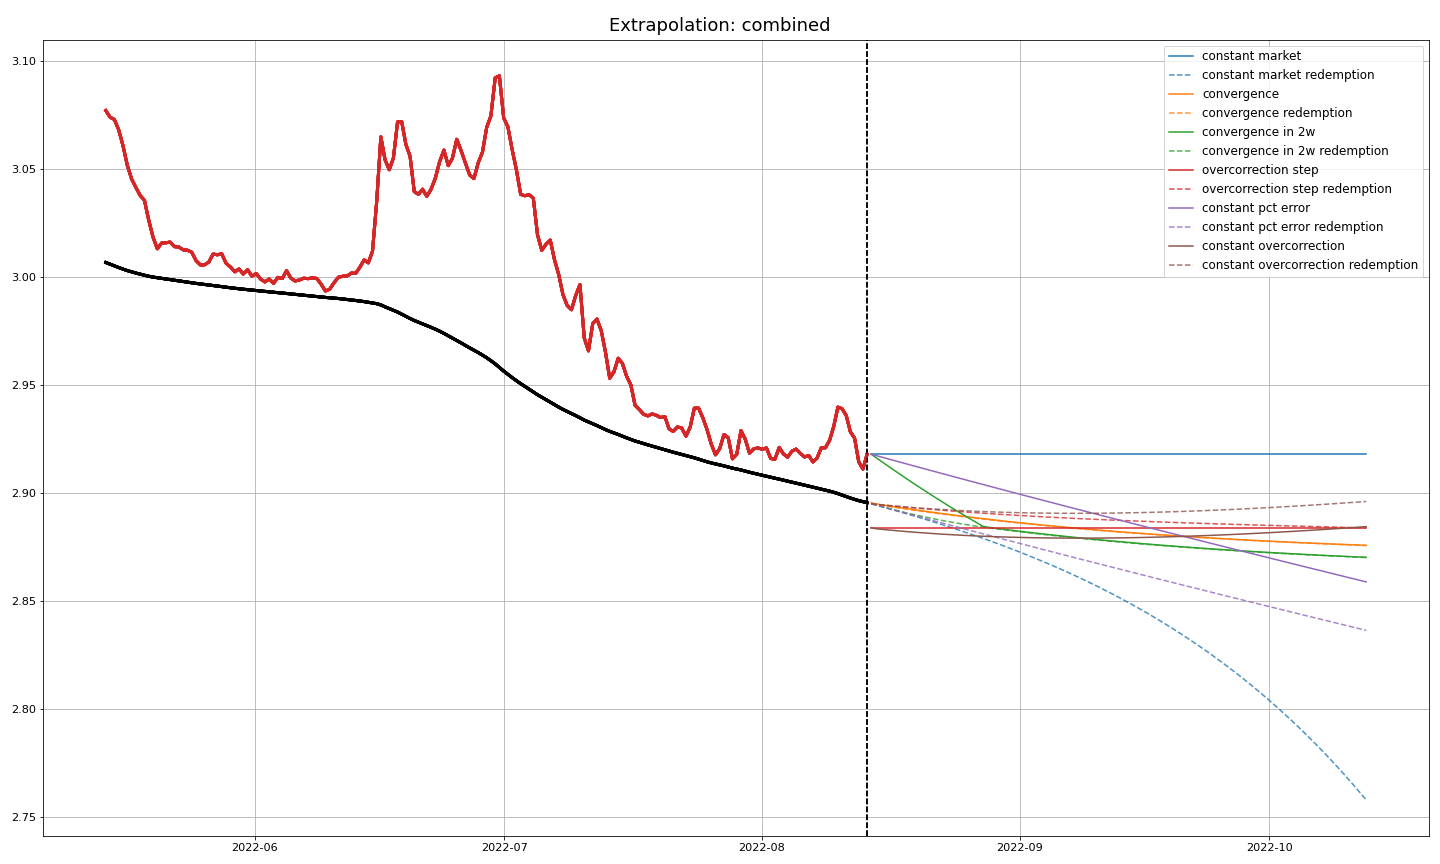 Extrapolation: combined
3.10
3.05
3.00
2.95
2.90
2.85
2.80
2.75
constant market
constant market redemption
convergence
convergence redemption
convergence in 2w
convergence in 2w redemption
overcorrection step
overcorrection step redemption
constant pct error
constant pct error redemption
constant overcorrection
constant overcorrection redemption
2022-06
2022-07
2022-08
2022-09
2022-10